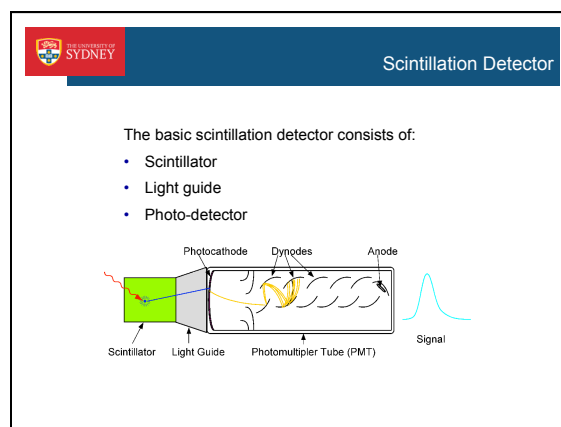 THE UNIVERSITY OF
SYDNEY
Scintillation Detector
The basic scintillation detector consists of:
• Scintillator
• Light guide
• Photo-detector
Photocathode Dynodes Anode
Scintillator Light Guide Photomultipler Tube (PMT) Signal